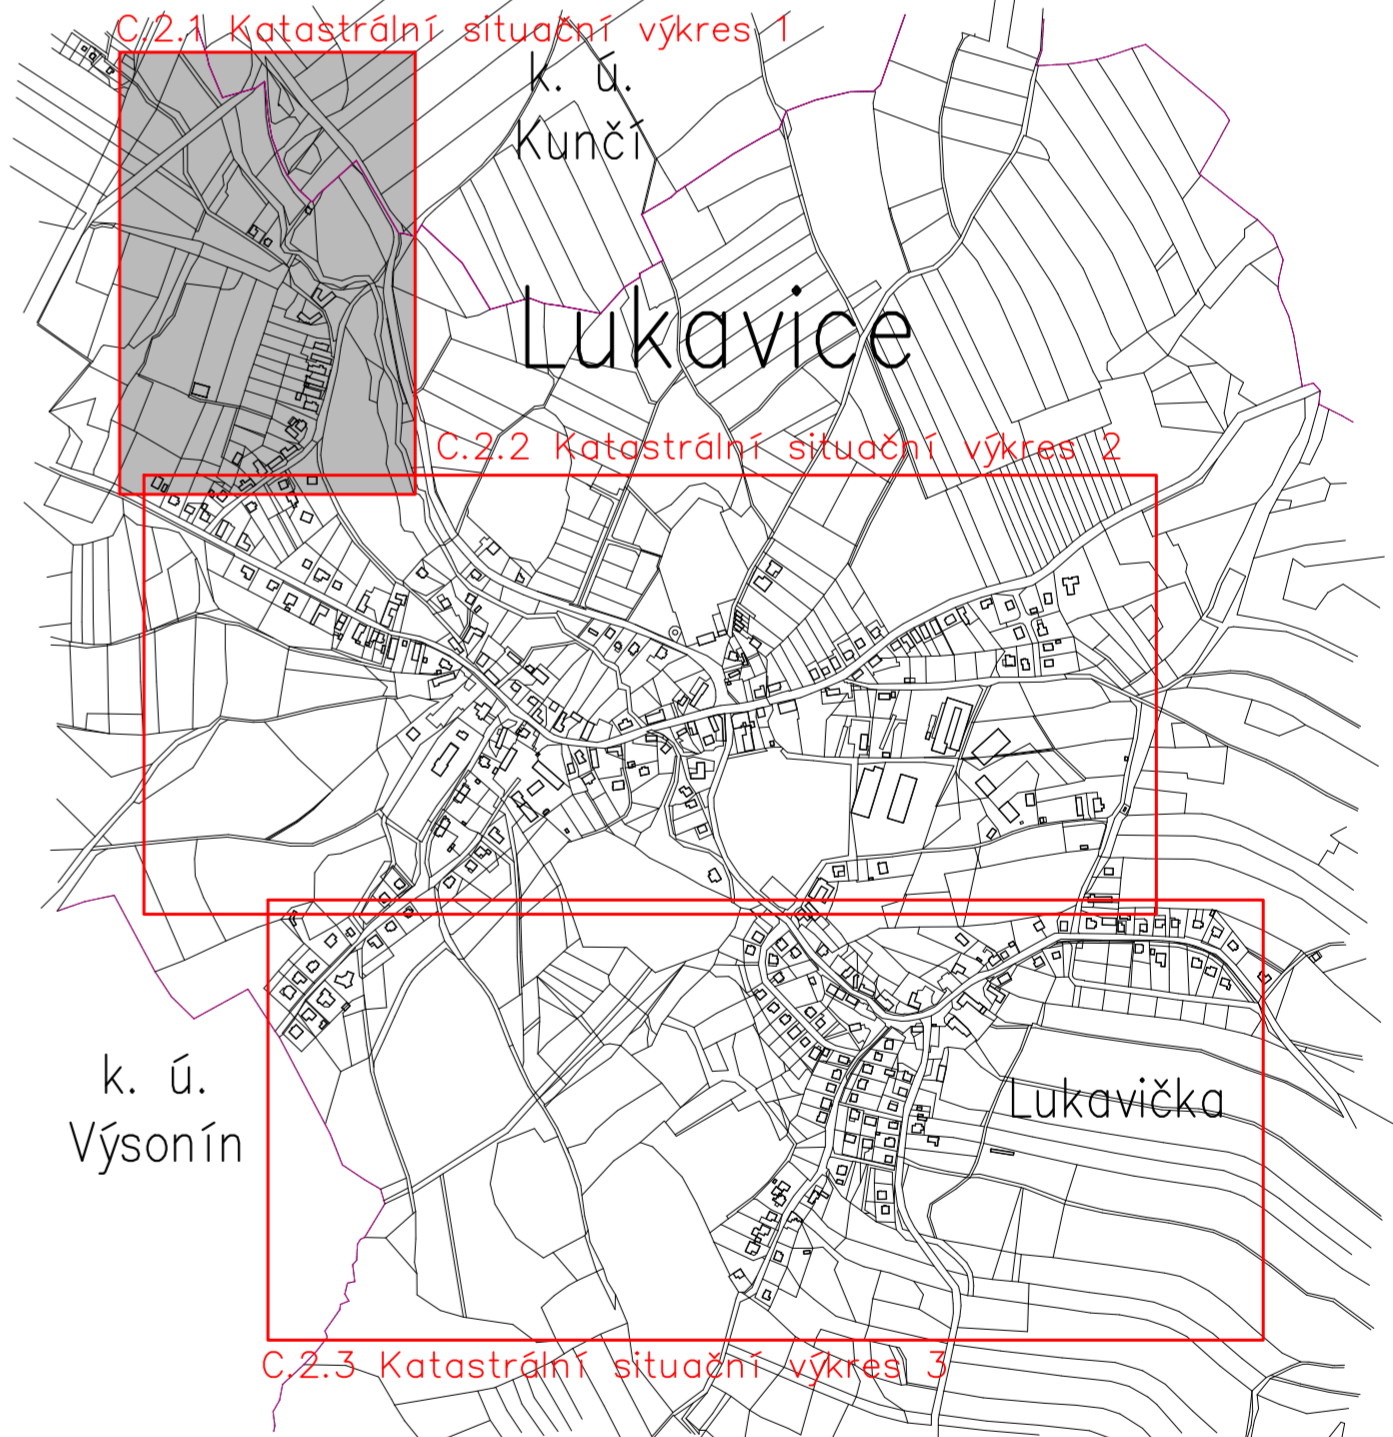 C.2.1 Katastrální situační výkres 1
k. ú.
Kunčí
Lukavice
C.2.2 Katastrální situační výkres 2
k. ú.
Výsonín
Lukavička
C.2.3 Katastrální situační výkres 3